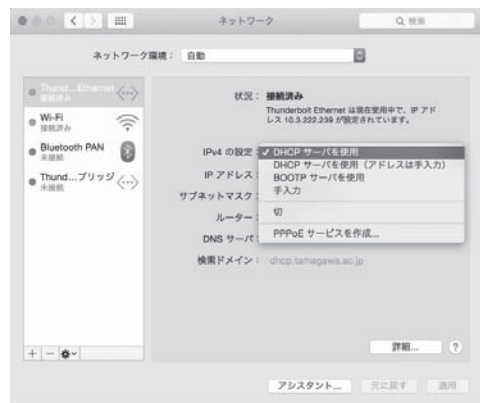 ネットワーク
検索
ネットワーク環境： 自動
Thund...Ethernet
接続済み
Wi-Fi
未接続
Bluetooth PAN
未接続
Thund...ブリッジ
未接続
状況： 接続済み
Thunderbolt Ethernet は現在使用中で、IP アド
レス 10.3.222.239 が設定されています。
IPv4 の設定 ✓ DHCP サーバを使用
DHCP サーバを使用（アドレスは手入力）
BOOTP サーバを使用
手入力
切
PPPoE サービスを作成...
IP アドレス：
サブネットマスク：
ルーター：
DNS サーバ：
検索ドメイン： dhcp.tamagawa.ac.jp
詳細... ?
アシスタント... 元に戻す 適用